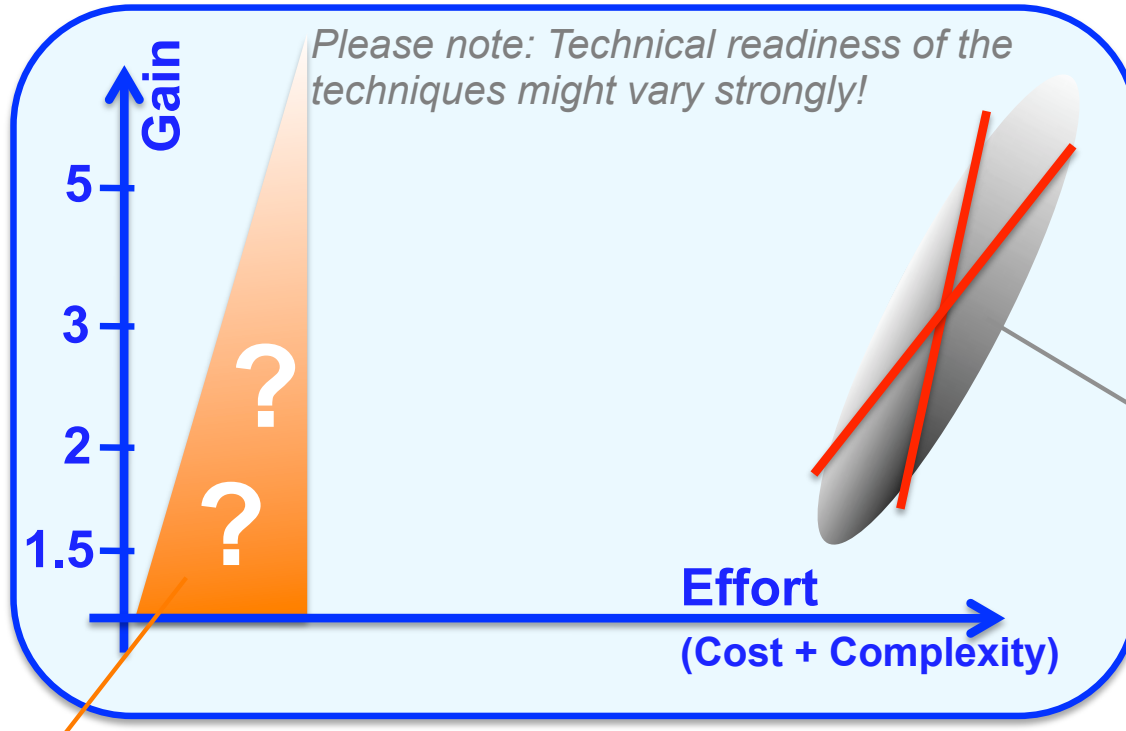 Please note: Technical readiness of the
techniques might vary strongly!
Gain
5
3
2
1.5
?
?
Effort
(Cost + Complexity)